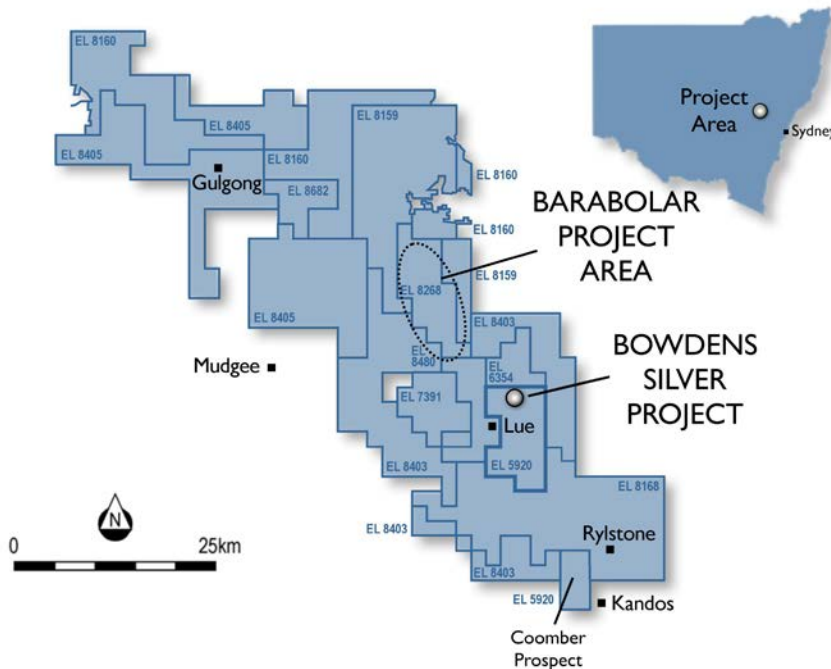 EL 8160
EL 8405
EL 8159
Project
Area
Sydney
EL 8405
EL 8160
Gulgong
EL 8682
EL 8160
BARABOLAR
PROJECT
AREA
EL 8160
EL 8159
EL 8268
EL 8405
EL 8403
EL
8480
BOWDENS
SILVER
PROJECT
Mudgee
EL
6354
EL 7391
Lue
EL 5920
EL 8403
EL 8168
N
EL 8403
Rylstone
0
25km
EL 8403
EL 5920
Kandos
Coomber
Prospect